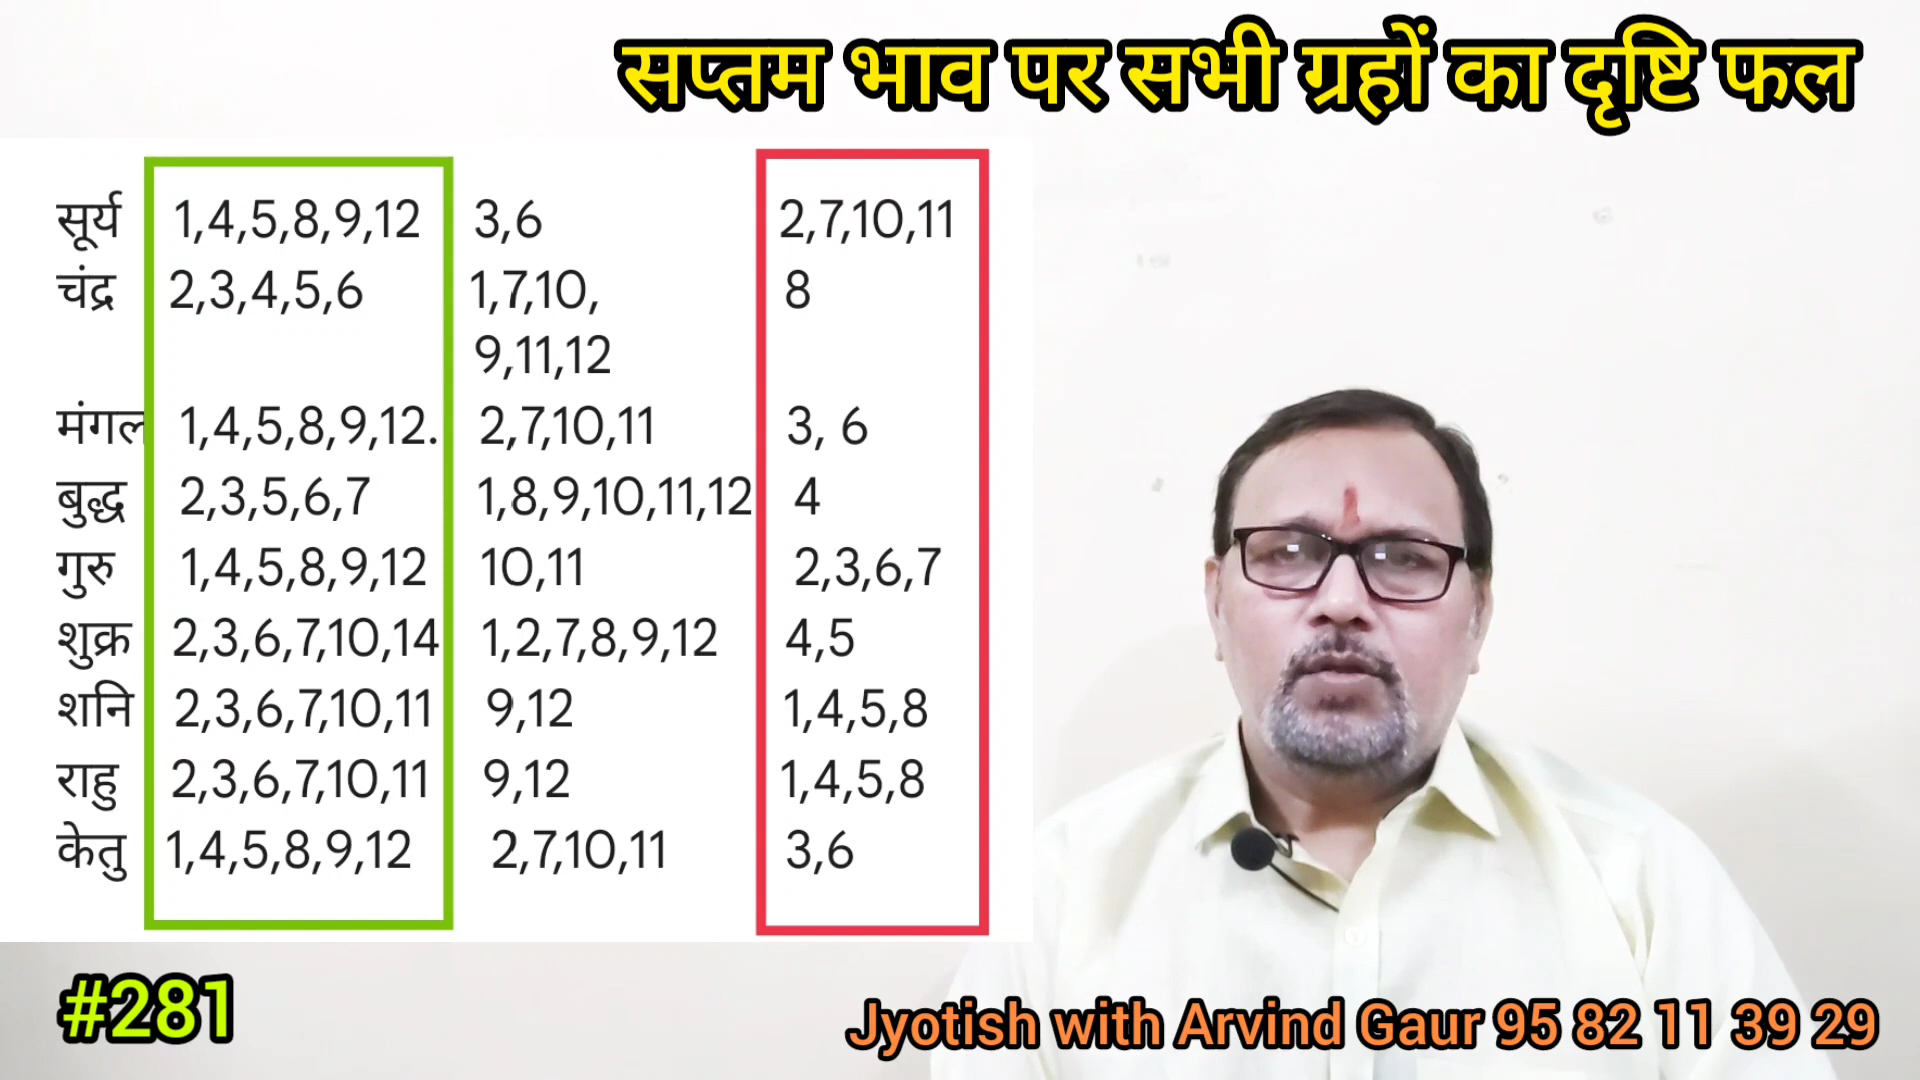 सप्तम भाव पर सभी ग्रहों का दृष्टि फल
सूर्य 1,4,5,8,9,12 3,6 2,7,10,11
चंद्र 2,3,4,5,6 1,7,10, 8
9,11,12
मंगल 1,4,5,8,9,12. 2,7,10,11 3, 6
बुद्ध 2,3,5,6,7 1,8,9,10,11,12 4
गुरु 1,4,5,8,9,12 10,11 2,3,6,7
शुक्र 2,3,6,7,10,14 1,2,7,8,9,12 4,5
शनि 2,3,6,7,10,11 9,12 1,4,5,8
राहु 2,3,6,7,10,11 9,12 1,4,5,8
केतु 1,4,5,8,9,12 2,7,10,11 3,6
#281
Jyotish with Arvind Gaur 95 82 11 39 29